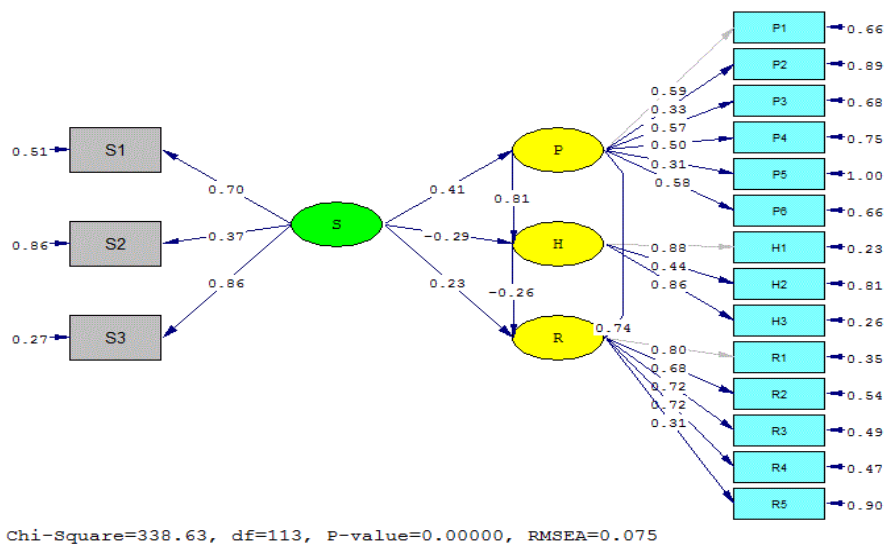 P1
0.66
P2
0.89
0.59
0.33
P3
0.68
0.57
P4
0.75
0.50
0.31
P5
1.00
0.58
P6
0.66
0.51
S1
P
0.70
0.41
0.81
S
0.86
S2
0.37
-0.29
H
0.88
H1
0.23
0.44
H2
0.81
0.86
H3
0.26
0.86
0.23
-0.26
0.27
S3
R
0.74
0.80
R1
0.35
0.68
R2
0.54
0.72
R3
0.49
0.72
0.31
R4
0.47
R5
0.90
Chi-Square=338.63, df=113, P-value=0.00000, RMSEA=0.075